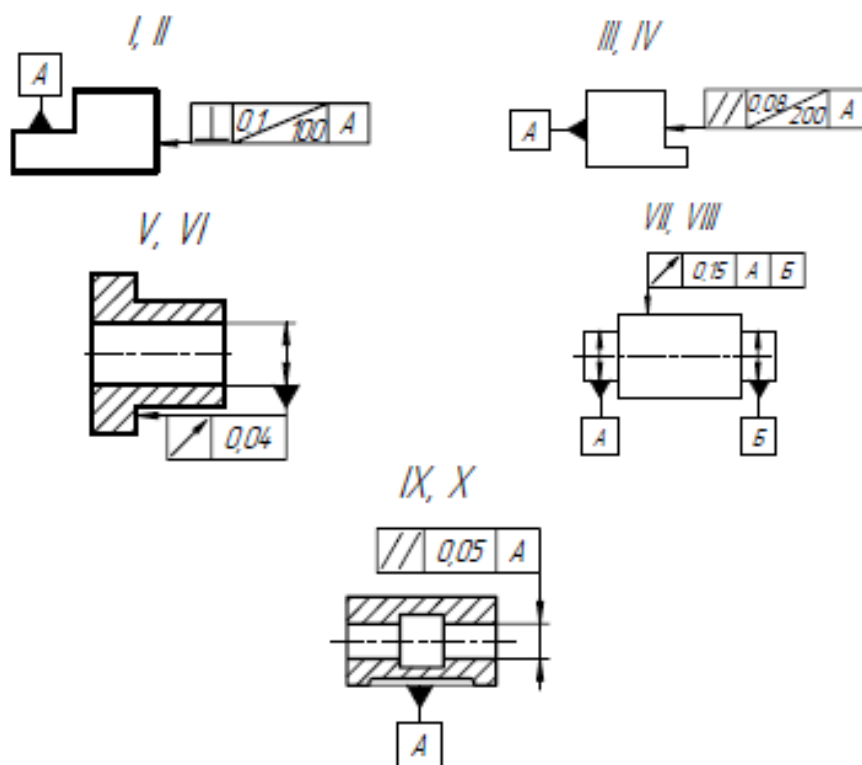 I, II
III, IV
А
⊥ 0,1/100 А
А
// 0,08/200 А
V, VI
VII, VIII
↗ 0,15 А Б
↗ 0,04
А
Б
IX, X
// 0,05 А
А